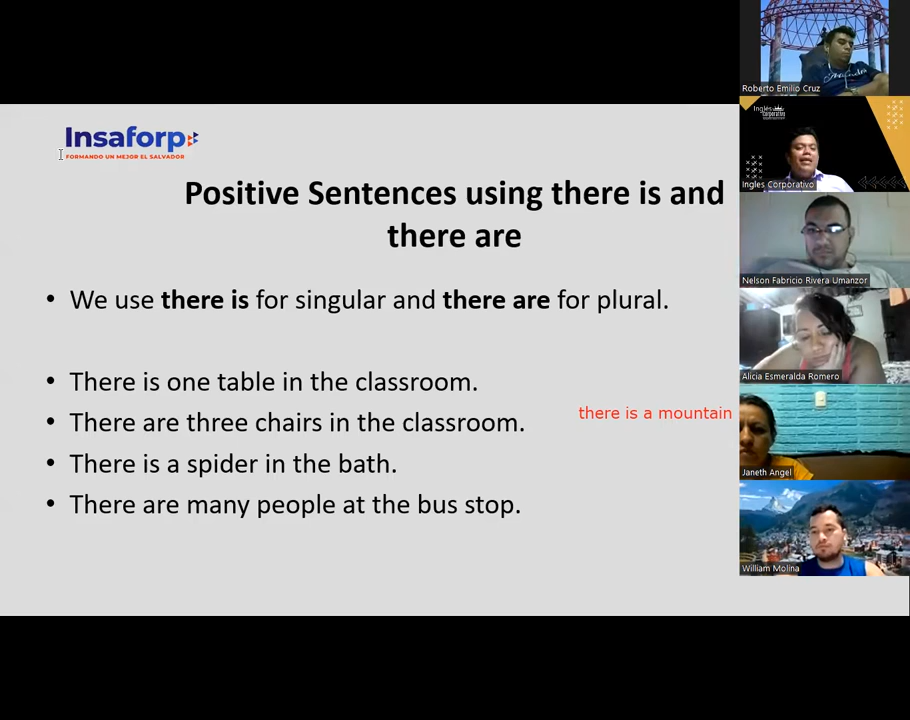 Insaforp
FORMANDO UN MEJOR EL SALVADOR
Positive Sentences using there is and
there are
• We use there is for singular and there are for plural.
• There is one table in the classroom.
• There are three chairs in the classroom.
• There is a spider in the bath.
• There are many people at the bus stop.
there is a mountain
Roberto Emilio Cruz
Inglés
corporativo
Ingles Corporativo
Nelson Fabricio Rivera Umanzor
Alicia Esmeralda Romero
Janeth Angel
William Molina